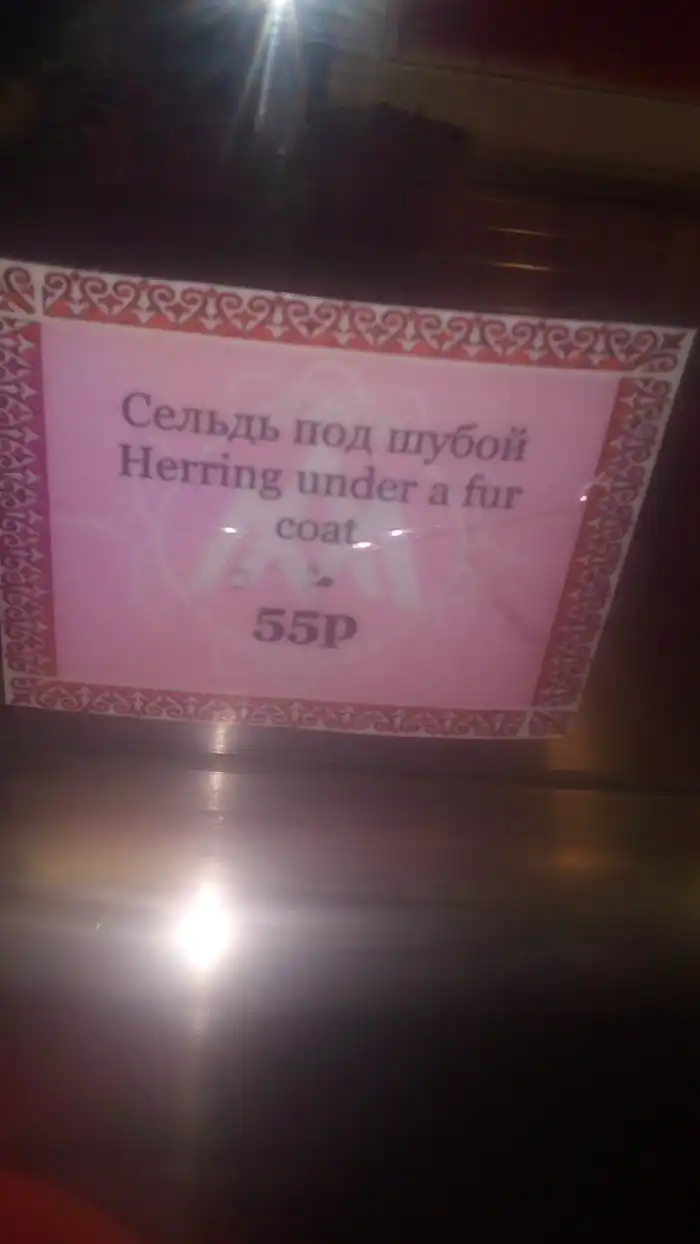 Сельдь под шубой
Herring under a fur
coat
55р